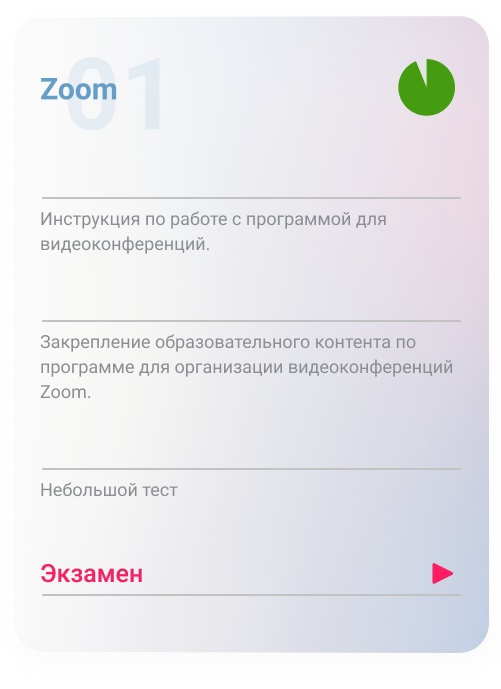 01
Zoom
Инструкция по работе с программой для
видеоконференций.
Закрепление образовательного контента по
программе для организации видеоконференций
Zoom.
Небольшой тест
Экзамен